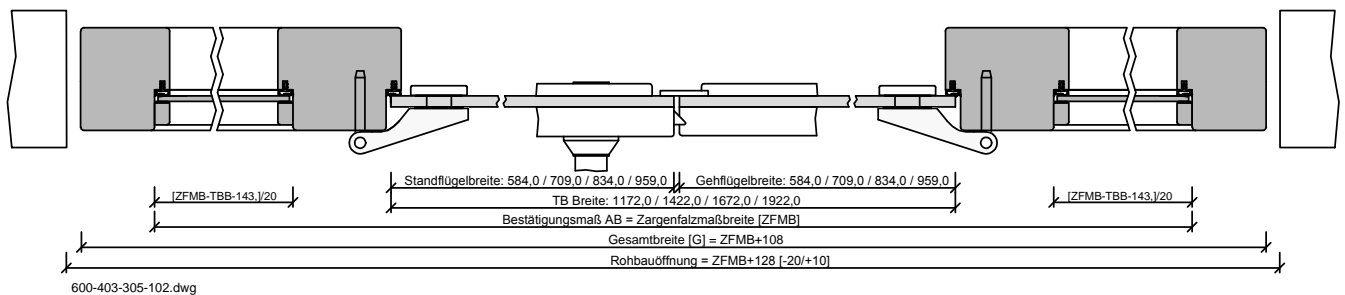 Standflügelbreite: 584,0 / 709,0 / 834,0 / 959,0 Gehflügelbreite: 584,0 / 709,0 / 834,0 / 959,0
[ZFMB-TBB-143,]/20 TB Breite: 1172,0 / 1422,0 / 1672,0 / 1922,0 [ZFMB-TBB-143,]/20
Bestätigungsmaß AB = Zargenfalzmaßbreite [ZFMB]
Gesamtbreite [G] = ZFMB+108
Rohbauöffnung = ZFMB+128 [-20/+10]
600-403-305-102.dwg